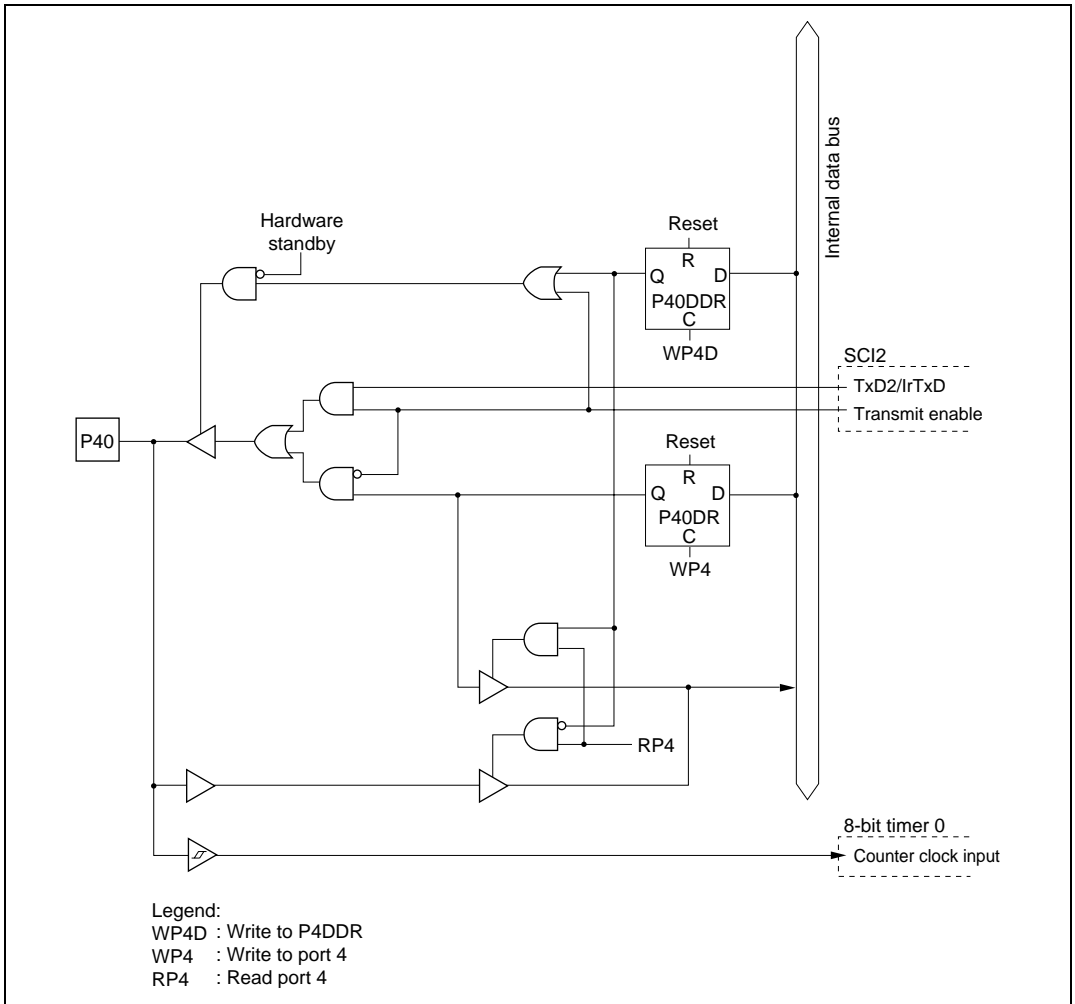 Internal data bus
Hardware
standby
Reset
R
Q
D
P40DDR
C
WP4D
SCI2
TxD2/IrTxD
Transmit enable
P40
Reset
R
Q
D
P40DR
C
WP4
RP4
8-bit timer 0
Counter clock input
Legend:
WP4D : Write to P4DDR
WP4 : Write to port 4
RP4 : Read port 4